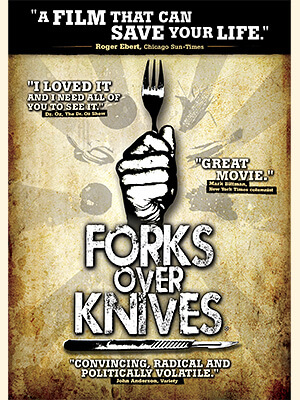 "A FILM THAT CAN
SAVE YOUR LIFE."
Roger Ebert, Chicago Sun-Times
"I LOVED IT
AND I NEED ALL OF
YOU TO SEE IT."
Dr. Oz, The Dr. Oz Show
"GREAT
MOVIE."
Mark Bittman,
New York Times columnist
FORKS
OVER
KNIVES
"CONVINCING, RADICAL AND
POLITICALLY VOLATILE."
John Anderson, Variety